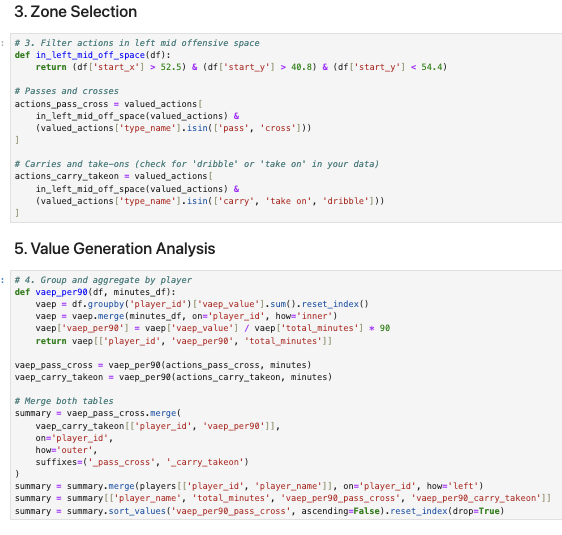 3. Zone Selection
# 3. Filter actions in left mid offensive space
def in_left_mid_off_space(df):
    return (df['start_x'] > 52.5) & (df['start_y'] > 40.8) & (df['start_y'] < 54.4)
# Passes and crosses
actions_pass_cross = valued_actions[
    in_left_mid_off_space(valued_actions) &
    (valued_actions['type_name'].isin(['pass', 'cross']))
]
# Carries and take-ons (check for 'dribble' or 'take on' in your data)
actions_carry_takeon = valued_actions[
    in_left_mid_off_space(valued_actions) &
    (valued_actions['type_name'].isin(['carry', 'take on', 'dribble']))
]
5. Value Generation Analysis
# 4. Group and aggregate by player
def vaep_per90(df, minutes_df):
    vaep = df.groupby('player_id')['vaep_value'].sum().reset_index()
    vaep = vaep.merge(minutes_df, on='player_id', how='inner')
    vaep['vaep_per90'] = vaep['vaep_value'] / vaep['total_minutes'] * 90
    return vaep[['player_id', 'vaep_per90', 'total_minutes']]
vaep_pass_cross = vaep_per90(actions_pass_cross, minutes)
vaep_carry_takeon = vaep_per90(actions_carry_takeon, minutes)
# Merge both tables
summary = vaep_pass_cross.merge(
    vaep_carry_takeon[['player_id', 'vaep_per90']],
    on='player_id',
    how='outer',
    suffixes=('_pass_cross', '_carry_takeon')
)
summary = summary.merge(players[['player_id', 'player_name']], on='player_id', how='left')
summary = summary[['player_name', 'total_minutes', 'vaep_per90_pass_cross', 'vaep_per90_carry_takeon']]
summary = summary.sort_values('vaep_per90_pass_cross', ascending=False).reset_index(drop=True)